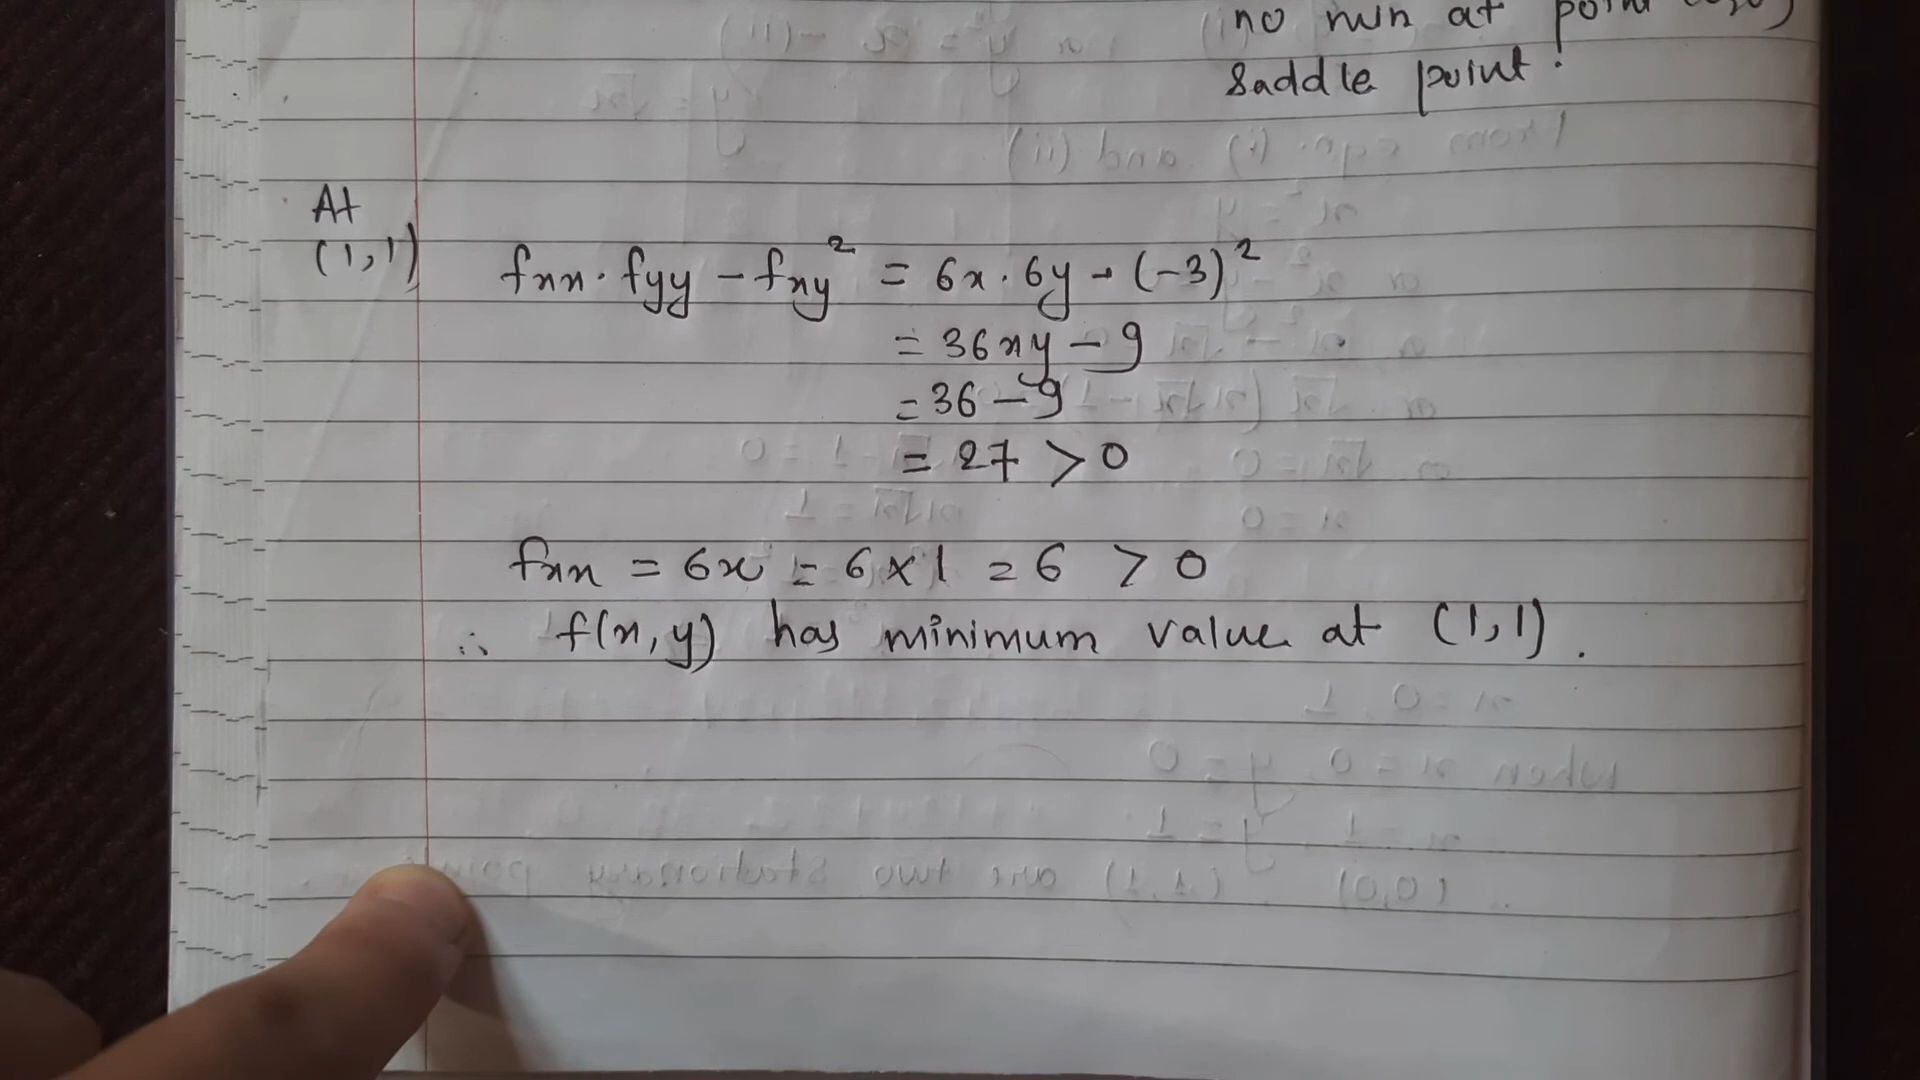 no min at point
saddle point.
At
(1,1)
fxx · fyy - fxy² = 6x · 6y - (-3)²
= 36xy - 9
= 36 - 9
= 27 > 0
fxx = 6x = 6×1 = 6 > 0
∴ f(x,y) has minimum value at (1,1).